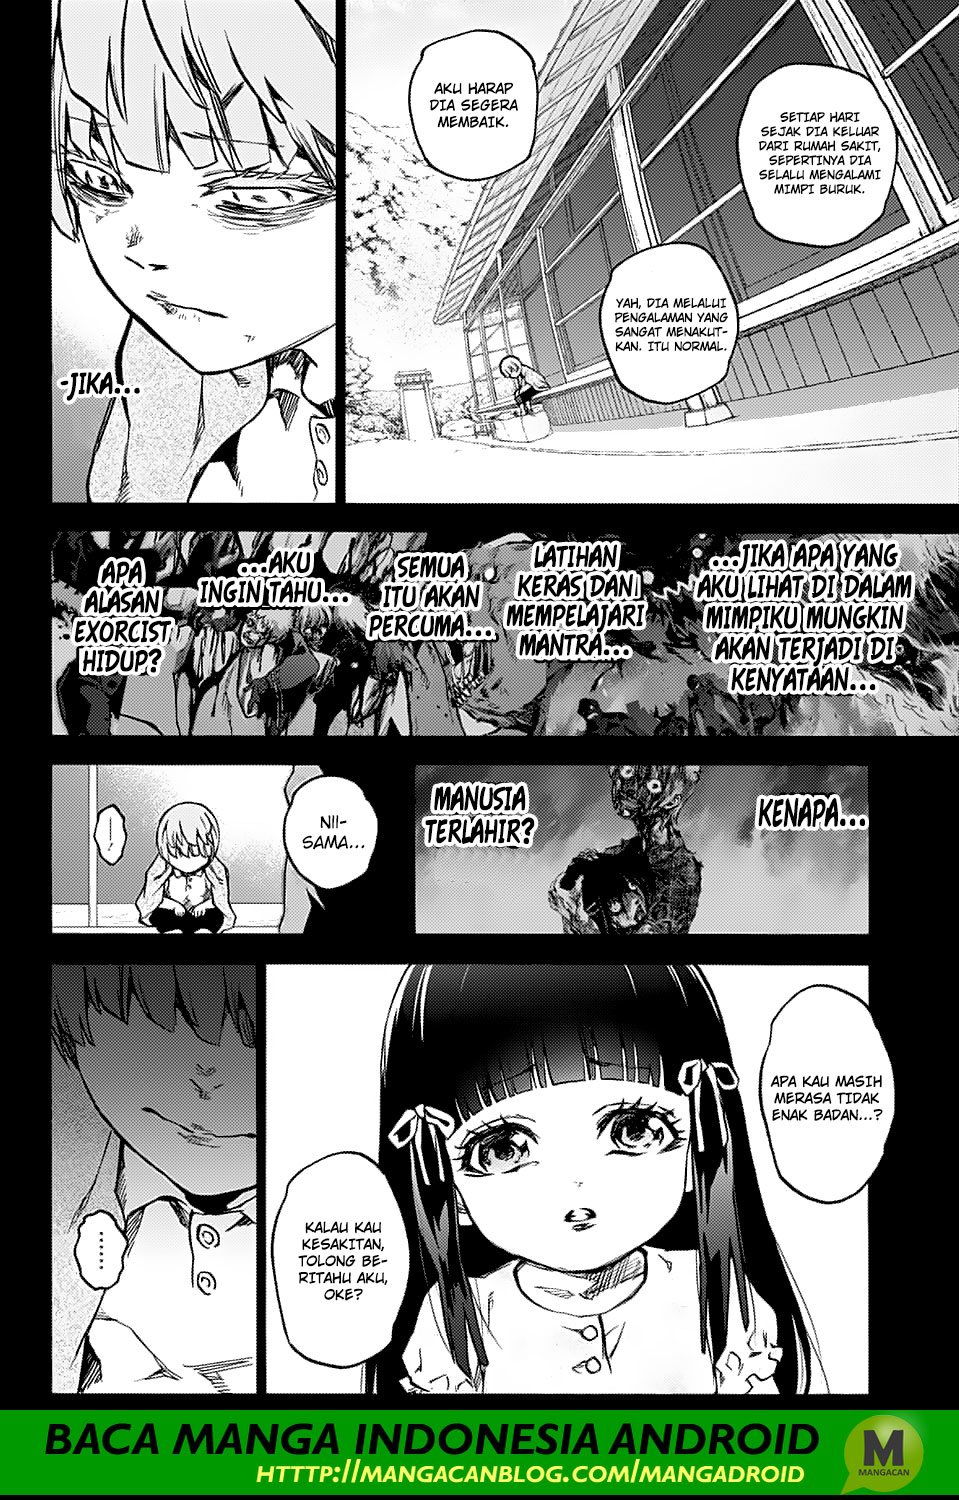 SETIAP HARI
SEJAK DIA KELUAR
DARI RUMAH SAKIT,
SEPERTINYA DIA
SELALU MENGALAMI
MIMPI BURUK.
AKU HARAP
DIA SEGERA
MEMBAIK.
YAH, DIA MELALUI
PENGALAMAN YANG
SANGAT MENAKUT-
KAN. ITU NORMAL.
-JIKA...
...JIKA APA YANG
AKU LIHAT DI DALAM
MIMPIKU MUNGKIN
AKAN TERJADI DI
KENYATAAN...
LATIHAN
KERAS DAN
MEMPELAJARI
MANTRA...
SEMUA
ITU AKAN
PERCUMA...
...AKU
INGIN TAHU...
APA
ALASAN
EXORCIST
HIDUP?
KENAPA...
MANUSIA
TERLAHIR?
NII-
SAMA...
...
APA KAU MASIH
MERASA TIDAK
ENAK BADAN...?
KALAU KAU
KESAKITAN,
TOLONG BE-
RITAHU AKU,
OKE?
......
BACA MANGA INDONESIA ANDROID
HTTTP://MANGACANBLOG.COM/MANGADROID
M
MANGACAN